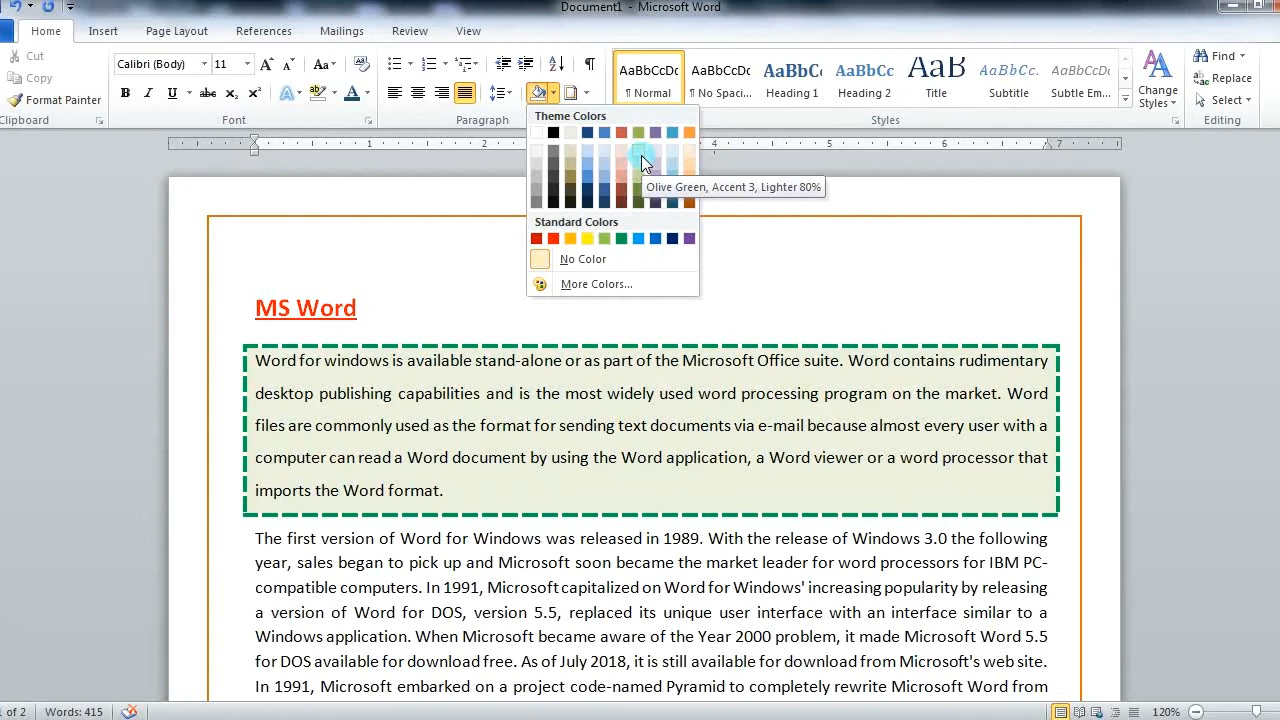 Document1 - Microsoft Word
Home Insert Page Layout References Mailings Review View
Cut
Copy
Format Painter
Clipboard
Calibri (Body) 11
Font
Paragraph
AaBbCcDc AaBbCcDc AaBbC AaBbCc AaB AaBbCc. AaBbCcDc
¶ Normal ¶ No Spaci... Heading 1 Heading 2 Title Subtitle Subtle Em...
Change
Styles
Styles
Find
Replace
Select
Editing
Theme Colors
Olive Green, Accent 3, Lighter 80%
Standard Colors
No Color
More Colors...
1 2 4 5 6 7
MS Word
Word for windows is available stand-alone or as part of the Microsoft Office suite. Word contains rudimentary
desktop publishing capabilities and is the most widely used word processing program on the market. Word
files are commonly used as the format for sending text documents via e-mail because almost every user with a
computer can read a Word document by using the Word application, a Word viewer or a word processor that
imports the Word format.
The first version of Word for Windows was released in 1989. With the release of Windows 3.0 the following
year, sales began to pick up and Microsoft soon became the market leader for word processors for IBM PC-
compatible computers. In 1991, Microsoft capitalized on Word for Windows' increasing popularity by releasing
a version of Word for DOS, version 5.5, replaced its unique user interface with an interface similar to a
Windows application. When Microsoft became aware of the Year 2000 problem, it made Microsoft Word 5.5
for DOS available for download free. As of July 2018, it is still available for download from Microsoft's web site.
In 1991, Microsoft embarked on a project code-named Pyramid to completely rewrite Microsoft Word from
1 of 2 Words: 415 120%